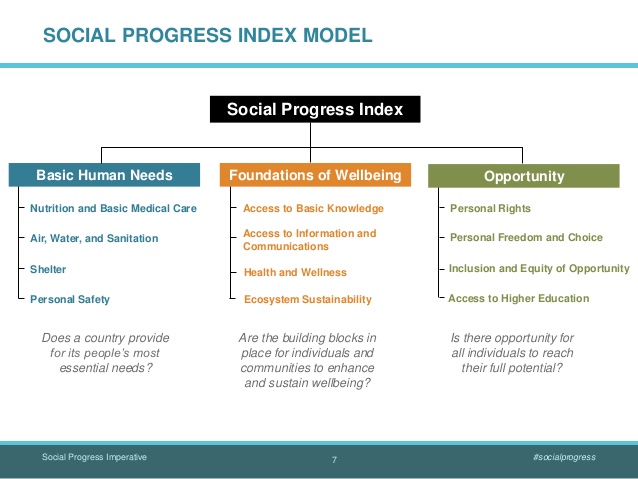 SOCIAL PROGRESS INDEX MODEL
Social Progress Index
Basic Human Needs
Nutrition and Basic Medical Care
Air, Water, and Sanitation
Shelter
Personal Safety
Does a country provide
for its people's most
essential needs?
Foundations of Wellbeing
Access to Basic Knowledge
Access to Information and
Communications
Health and Wellness
Ecosystem Sustainability
Are the building blocks in
place for individuals and
communities to enhance
and sustain wellbeing?
Opportunity
Personal Rights
Personal Freedom and Choice
Inclusion and Equity of Opportunity
Access to Higher Education
Is there opportunity for
all individuals to reach
their full potential?
Social Progress Imperative
7
#socialprogress